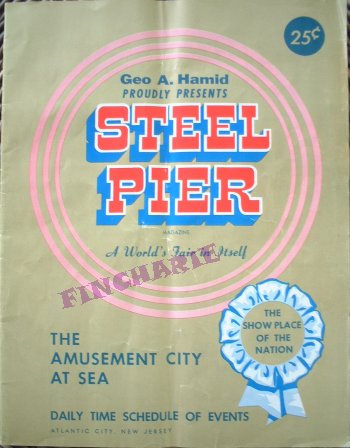 25¢
Geo A. Hamid
PROUDLY PRESENTS
STEEL
PIER
MAGAZINE
A World's Fair in Itself
FINCHARIE
THE
AMUSEMENT CITY
AT SEA
THE
SHOW PLACE
OF THE
NATION
DAILY TIME SCHEDULE OF EVENTS
ATLANTIC CITY, NEW JERSEY